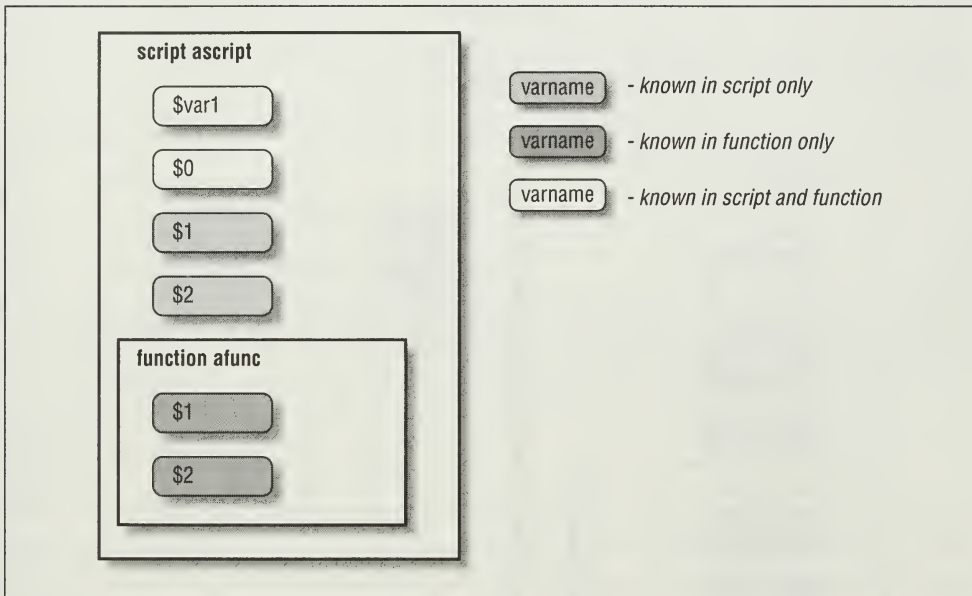 script ascript
$var1
$0
$1
$2
function afunc
$1
$2
varname - known in script only
varname - known in function only
varname - known in script and function